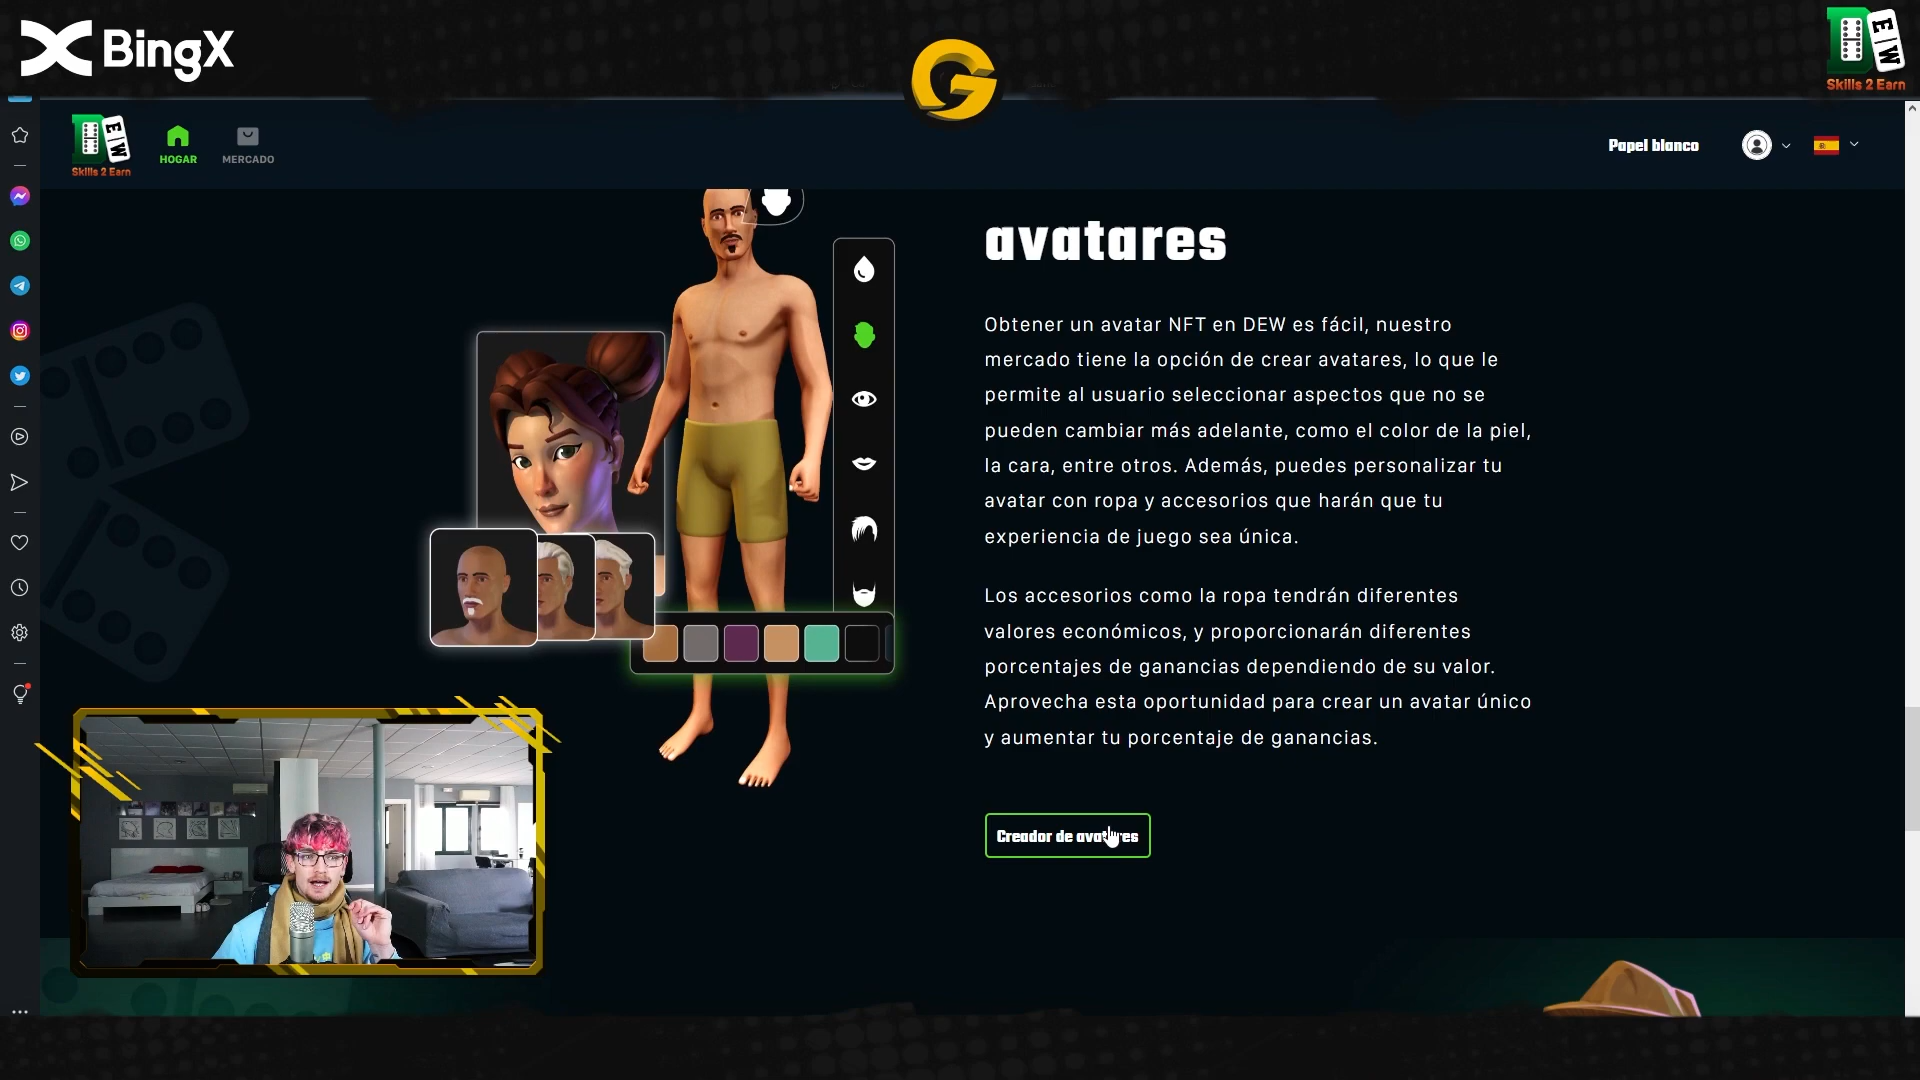 BingX
G
D E|W
Skills 2 Earn
D E|W
Skills 2 Earn
HOGAR
MERCADO
Papel blanco
avatares
Obtener un avatar NFT en DEW es fácil, nuestro
mercado tiene la opción de crear avatares, lo que le
permite al usuario seleccionar aspectos que no se
pueden cambiar más adelante, como el color de la piel,
la cara, entre otros. Además, puedes personalizar tu
avatar con ropa y accesorios que harán que tu
experiencia de juego sea única.
Los accesorios como la ropa tendrán diferentes
valores económicos, y proporcionarán diferentes
porcentajes de ganancias dependiendo de su valor.
Aprovecha esta oportunidad para crear un avatar único
y aumentar tu porcentaje de ganancias.
Creador de avatares